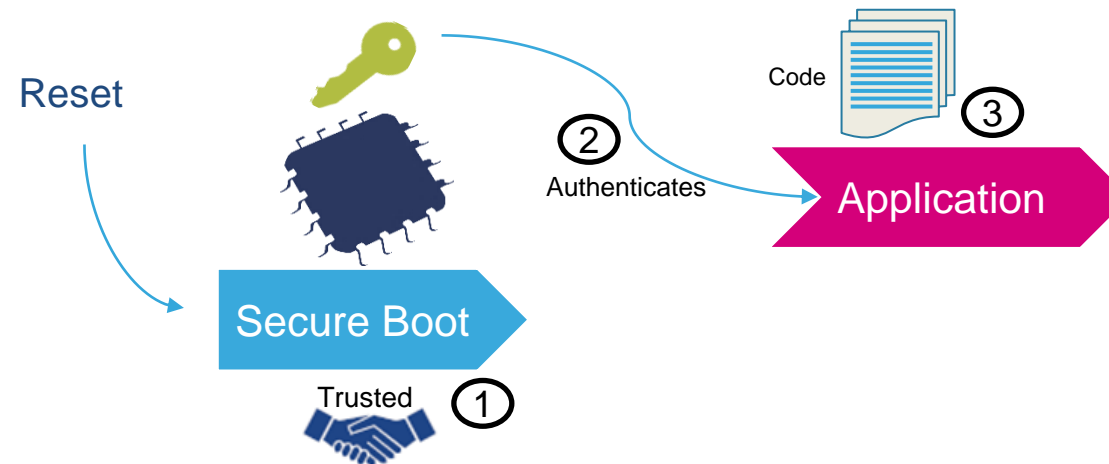 Reset
Code
3
2
Authenticates
Application
Secure Boot
Trusted
1